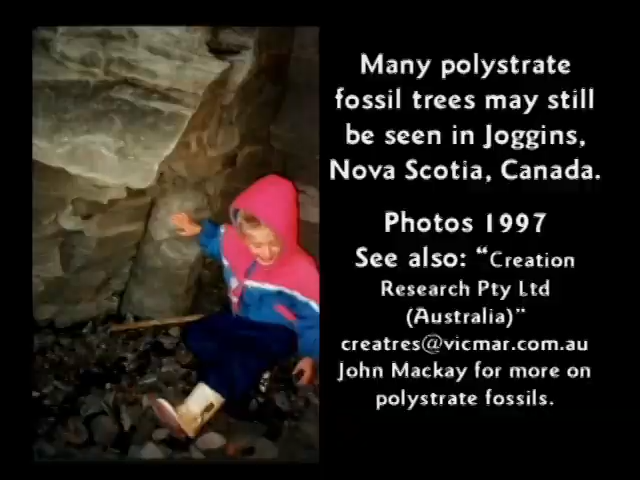 Many polystrate
fossil trees may still
be seen in Joggins,
Nova Scotia, Canada.
Photos 1997
See also: "Creation
Research Pty Ltd
(Australia)"
creatres@vicmar.com.au
John Mackay for more on
polystrate fossils.